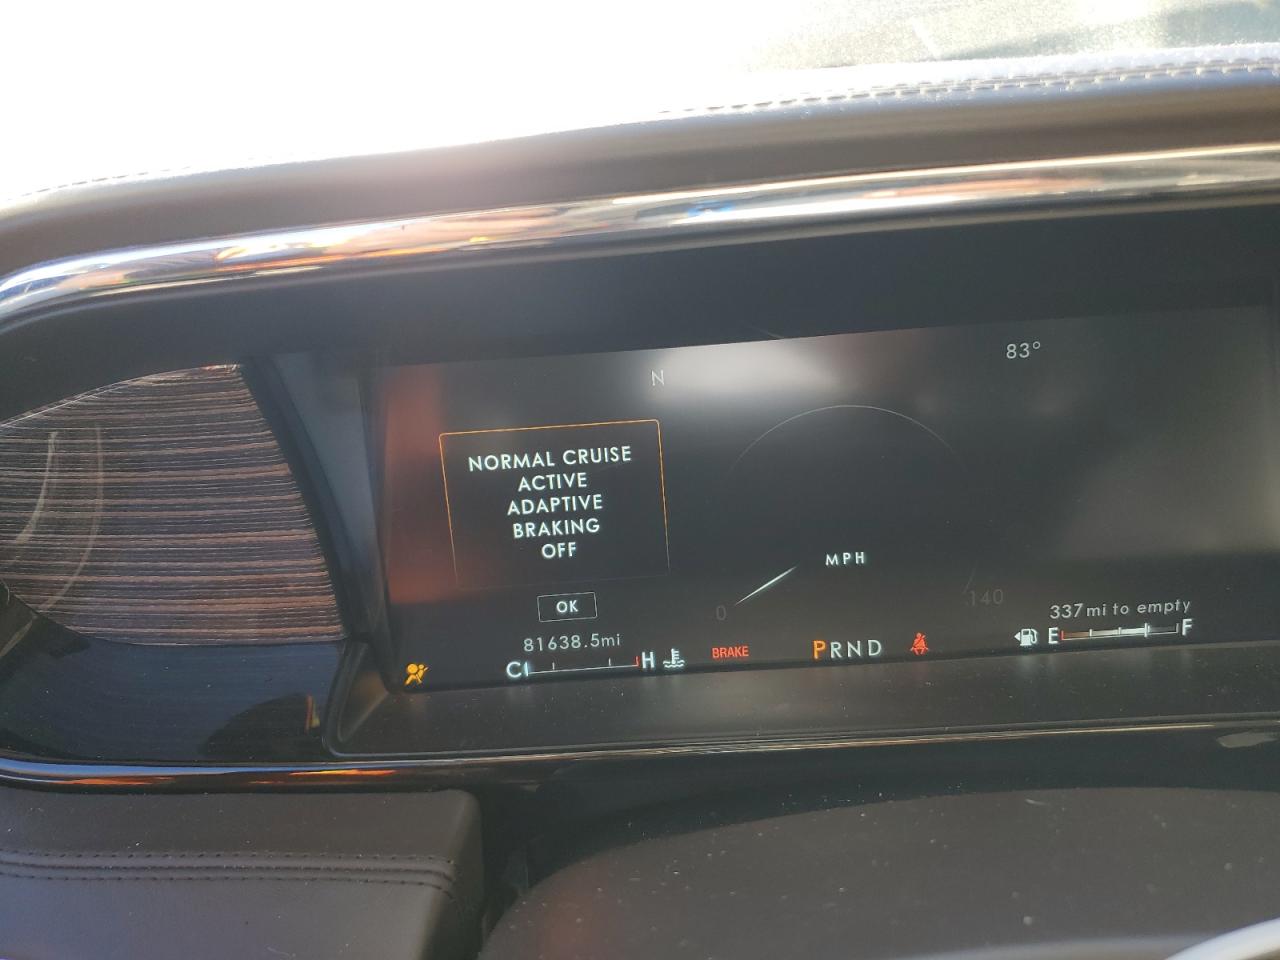 N
83°
NORMAL CRUISE
ACTIVE
ADAPTIVE
BRAKING
OFF
OK
MPH
0
140
81638.5mi
337mi to empty
C H
BRAKE
PRND
E F